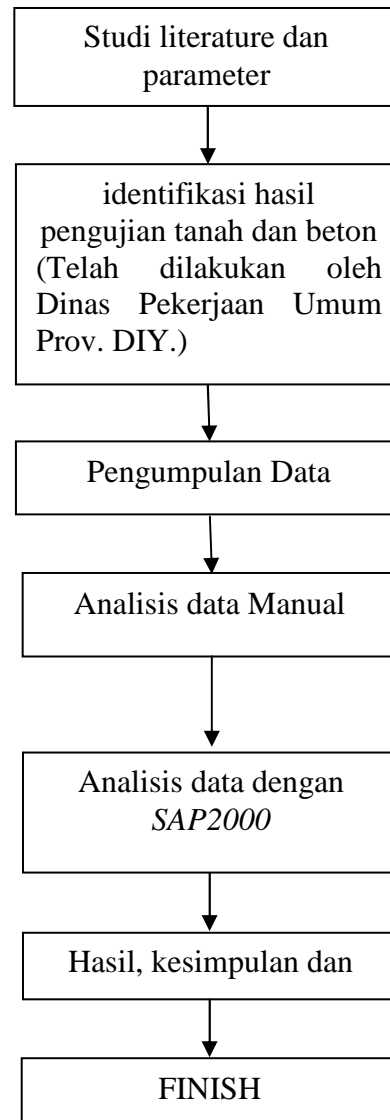 Studi literature dan
parameter
identifikasi hasil
pengujian tanah dan beton
(Telah dilakukan oleh
Dinas Pekerjaan Umum
Prov. DIY.)
Pengumpulan Data
Analisis data Manual
Analisis data dengan
SAP2000
Hasil, kesimpulan dan
FINISH